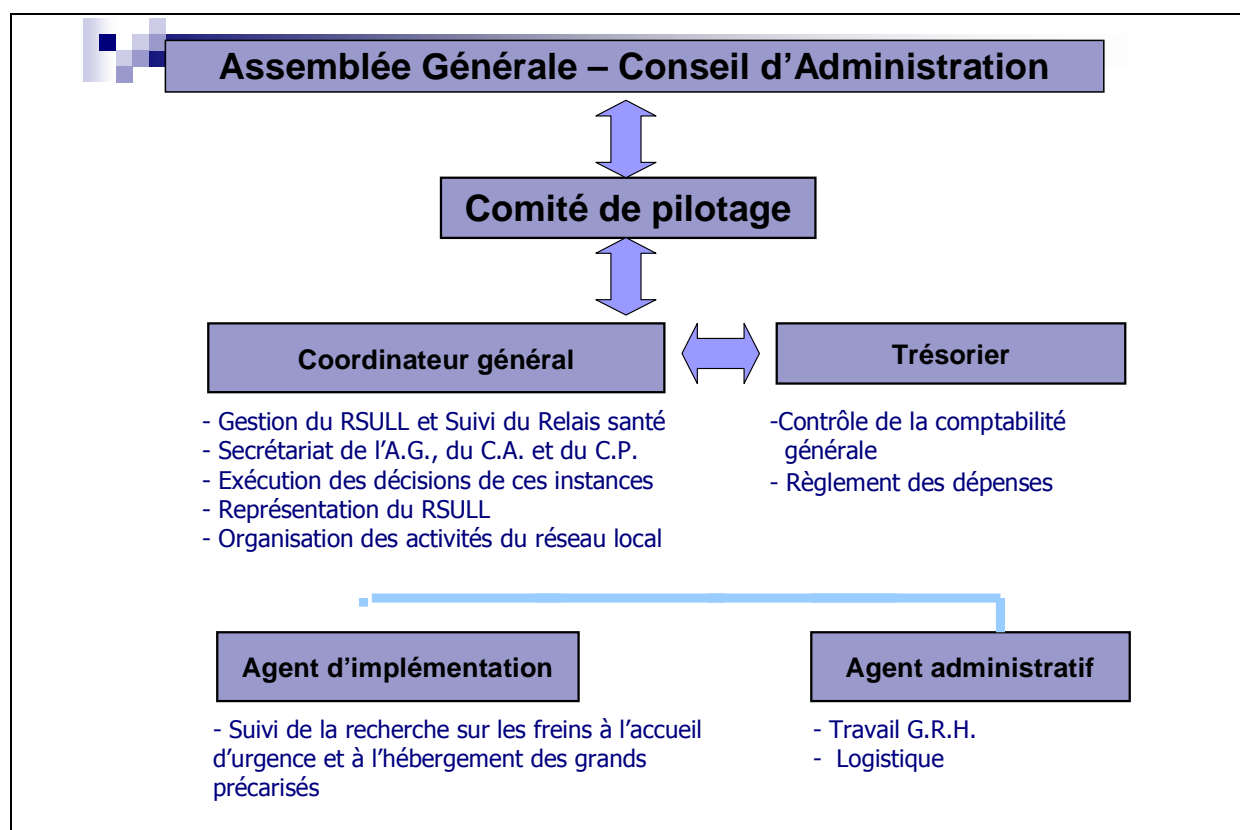 Assemblée Générale – Conseil d’Administration
Comité de pilotage
Coordinateur général
- Gestion du RSULL et Suivi du Relais santé
- Secrétariat de l’A.G., du C.A. et du C.P.
- Exécution des décisions de ces instances
- Représentation du RSULL
- Organisation des activités du réseau local
Trésorier
-Contrôle de la comptabilité
générale
- Règlement des dépenses
Agent d’implémentation
- Suivi de la recherche sur les freins à l’accueil
d’urgence et à l’hébergement des grands
précarisés
Agent administratif
- Travail G.R.H.
- Logistique